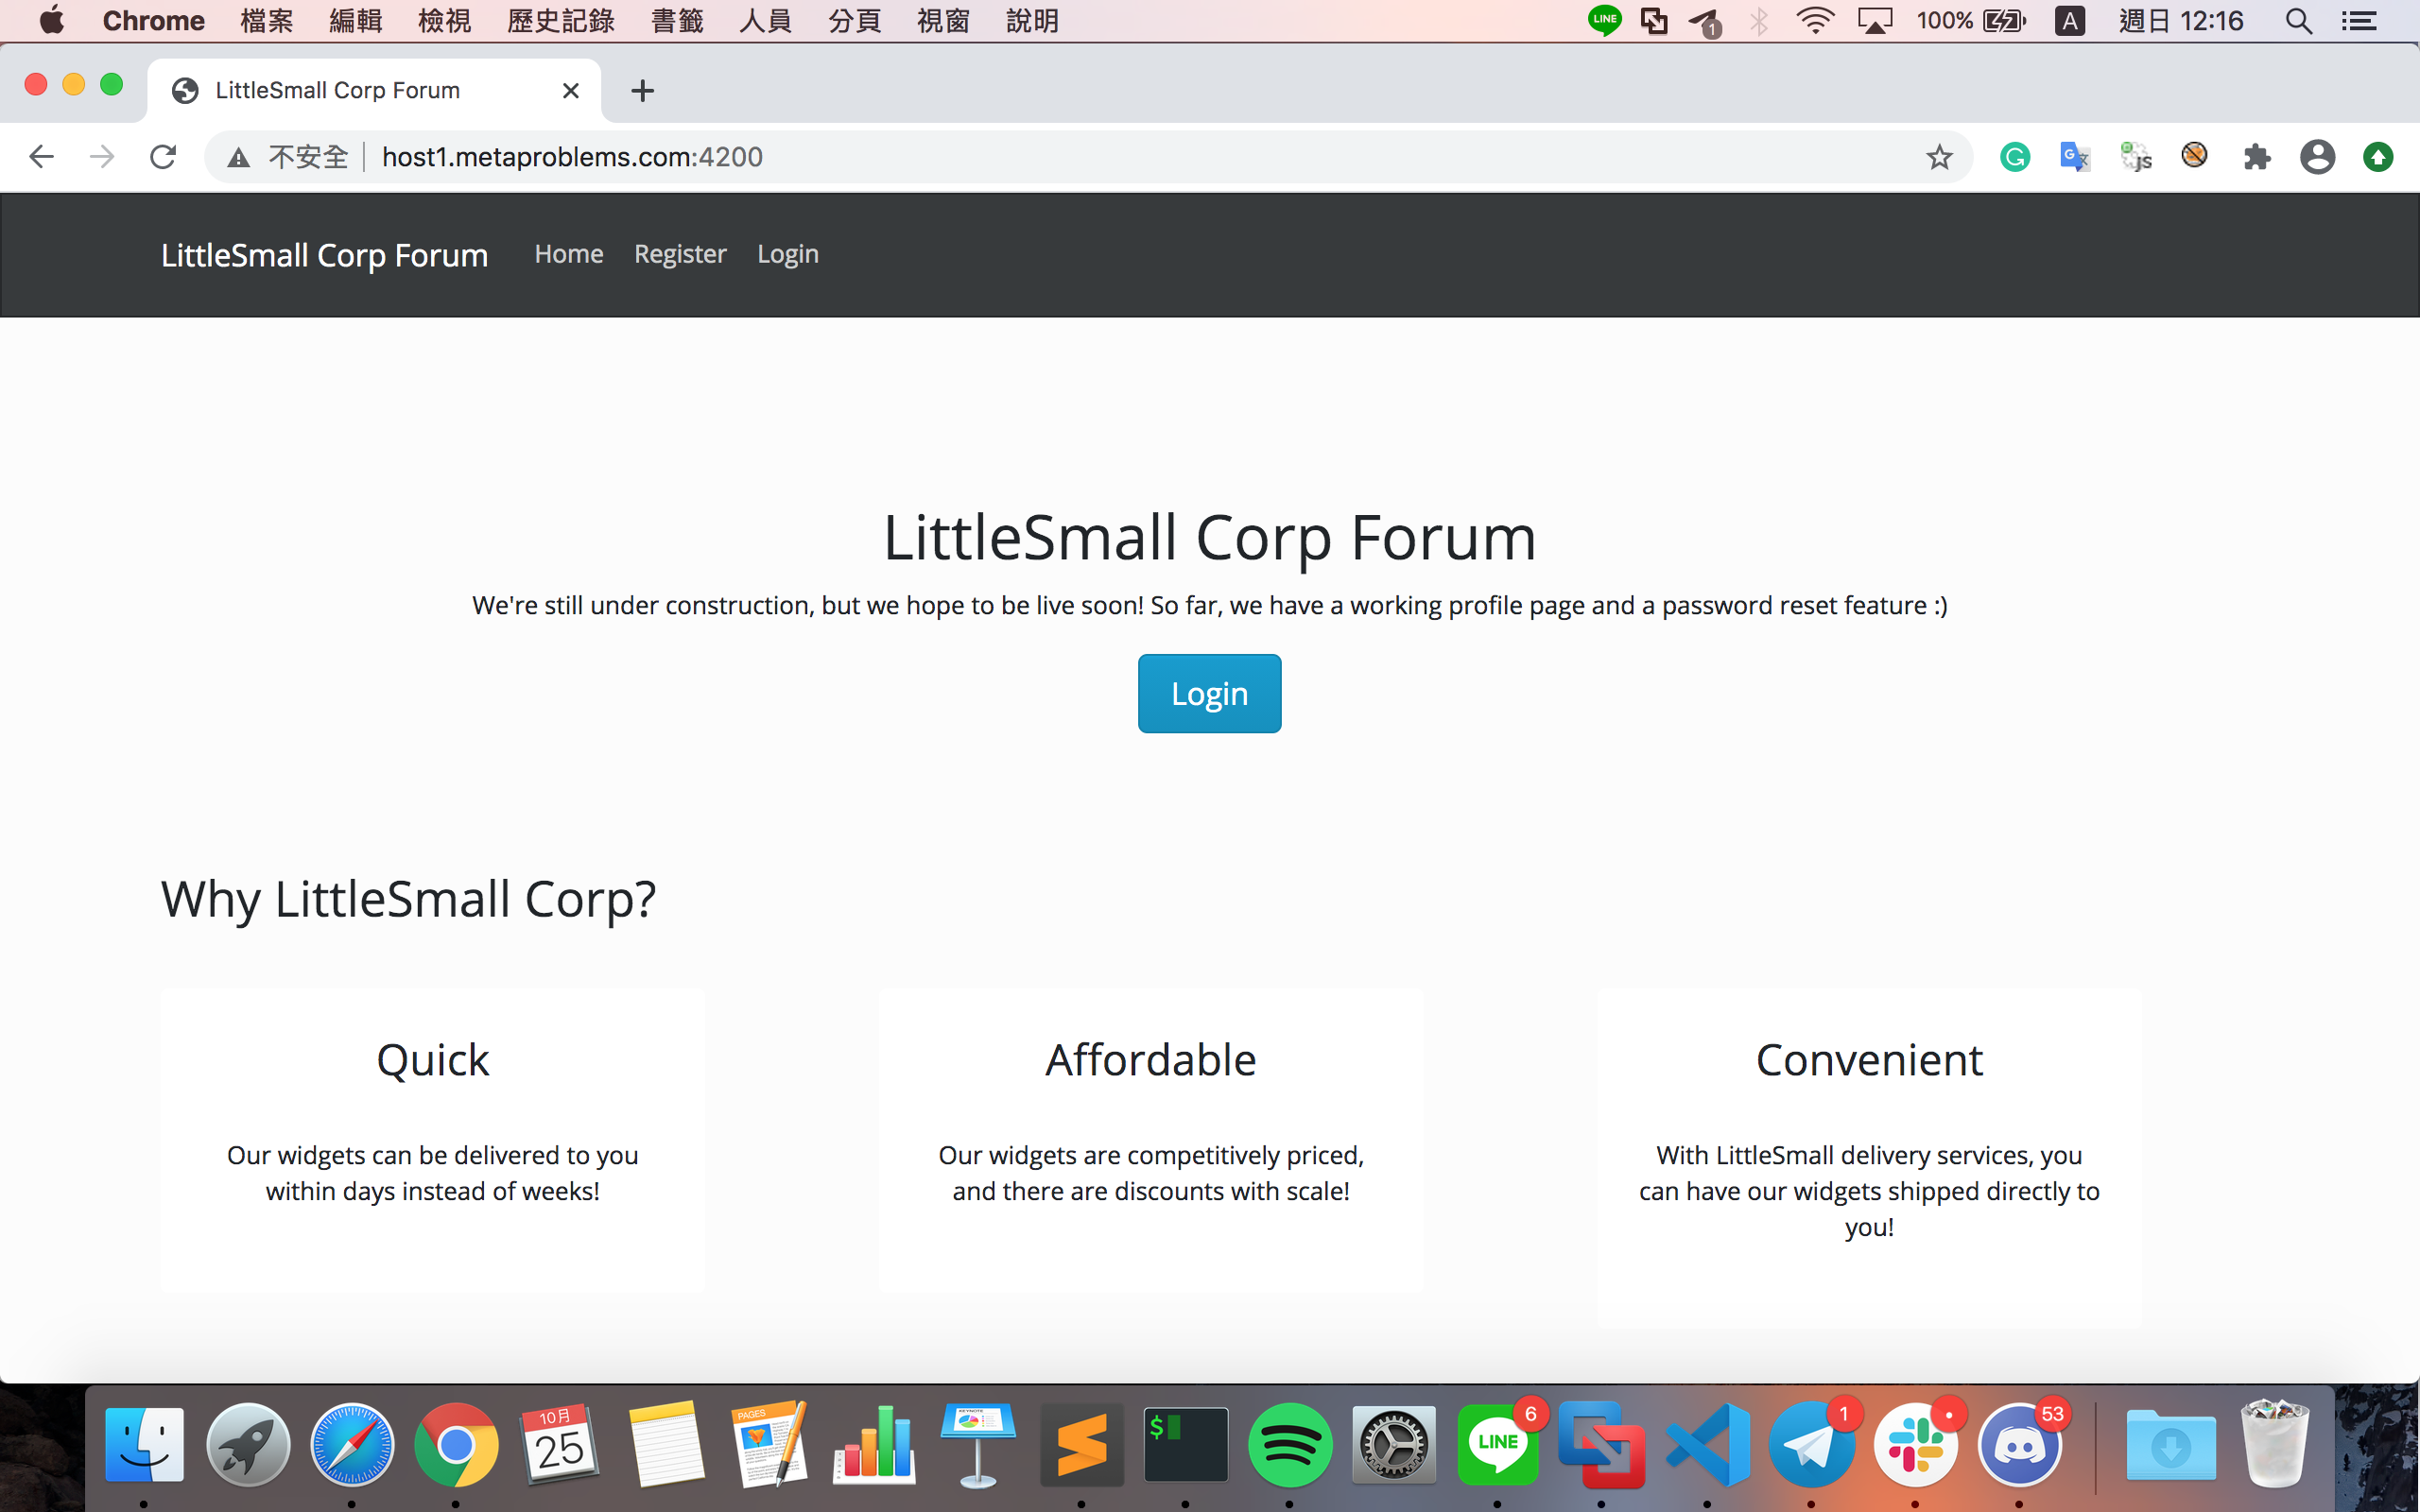 Chrome 檔案 編輯 檢視 歷史記錄 書籤 人員 分頁 視窗 說明 LINE 1 100% A 週日 12:16
LittleSmall Corp Forum
不安全 host1.metaproblems.com:4200
LittleSmall Corp Forum Home Register Login
LittleSmall Corp Forum
We're still under construction, but we hope to be live soon! So far, we have a working profile page and a password reset feature :)
Login
Why LittleSmall Corp?
Quick
Our widgets can be delivered to you
within days instead of weeks!
Affordable
Our widgets are competitively priced,
and there are discounts with scale!
Convenient
With LittleSmall delivery services, you
can have our widgets shipped directly to
you!
10月
25
PAGES
KEYNOTE
$
LINE
6
1
53